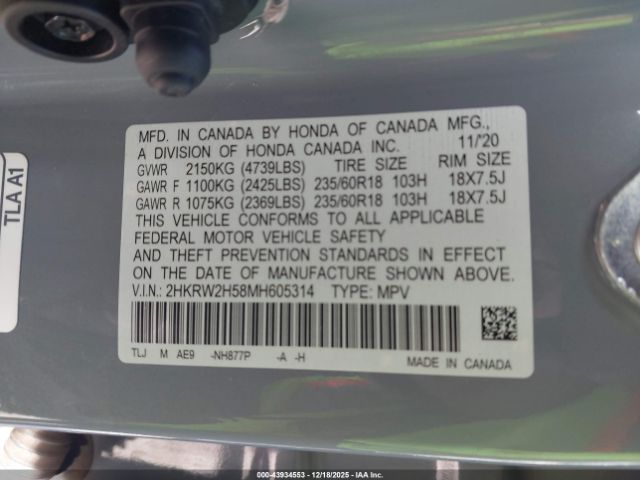 TLA A1
MFD. IN CANADA BY HONDA OF CANADA MFG.,
A DIVISION OF HONDA CANADA INC. 11/'20
GVWR 2150KG (4739LBS) TIRE SIZE RIM SIZE
GAWR F 1100KG (2425LBS) 235/60R18 103H 18X7.5J
GAWR R 1075KG (2369LBS) 235/60R18 103H 18X7.5J
THIS VEHICLE CONFORMS TO ALL APPLICABLE
FEDERAL MOTOR VEHICLE SAFETY
AND THEFT PREVENTION STANDARDS IN EFFECT
ON THE DATE OF MANUFACTURE SHOWN ABOVE.
V.I.N.: 2HKRW2H58MH605314 TYPE: MPV
TLJ M AE9 -NH877P -A -H
MADE IN CANADA
000-43934553 - 12/18/2025 - IAAI, Inc.